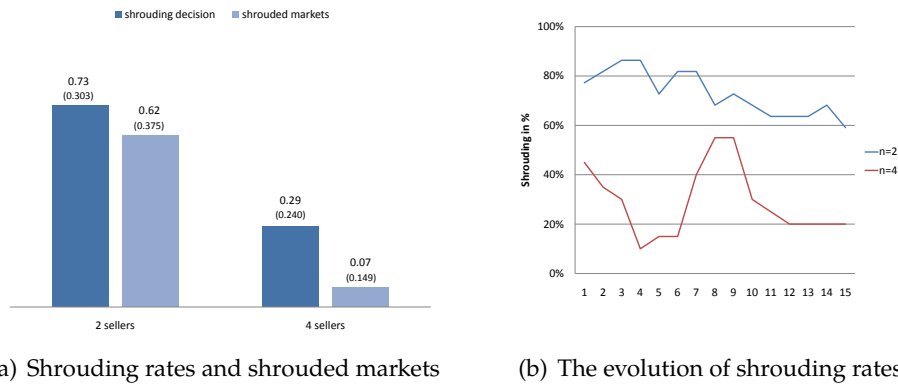 shrouding decision shrouded markets
0.73
(0.303)
0.62
(0.375)
0.29
(0.240)
0.07
(0.149)
2 sellers 4 sellers
a) Shrouding rates and shrouded markets
100%
80%
60%
40%
20%
0%
Shrouding in %
1 2 3 4 5 6 7 8 9 10 11 12 13 14 15
n=2
n=4
(b) The evolution of shrouding rates